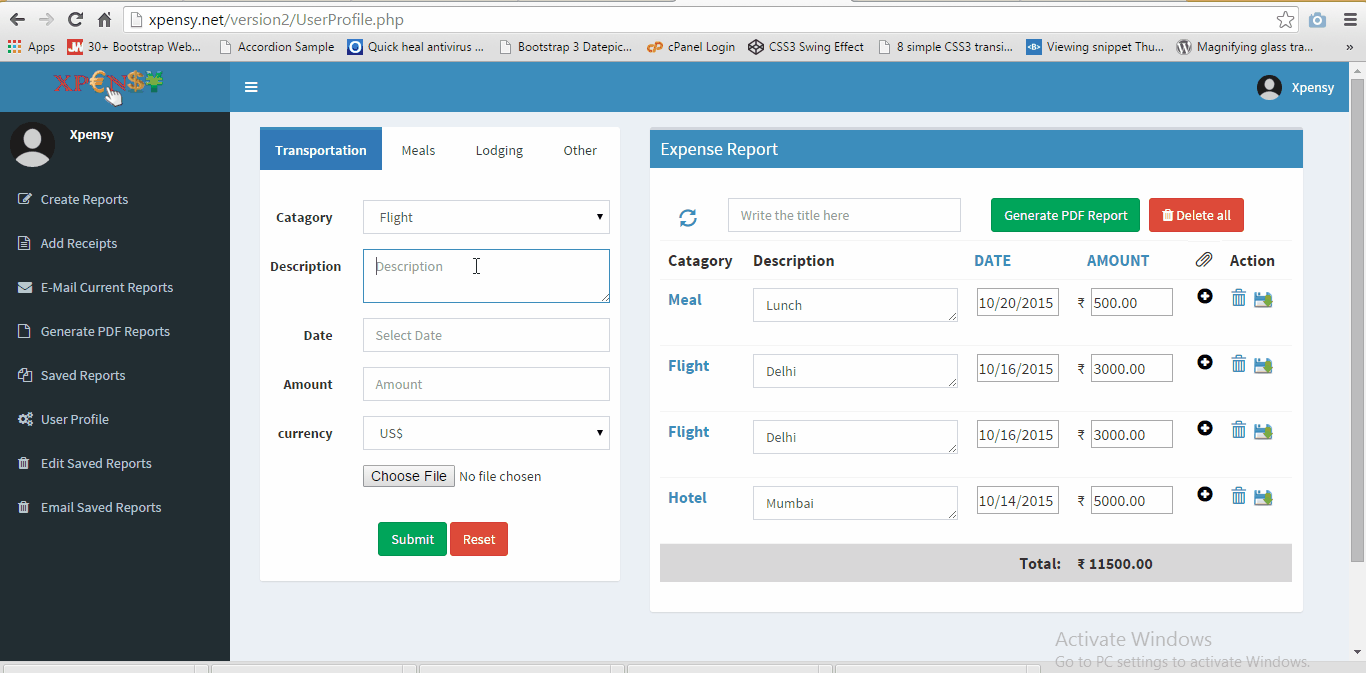 xpensy.net/version2/UserProfile.php
Apps 30+ Bootstrap Web... Accordion Sample Quick heal antivirus ... Bootstrap 3 Datepic... cPanel Login CSS3 Swing Effect 8 simple CSS3 transi... Viewing snippet Thu... Magnifying glass tra... »
XP€N$¥
Xpensy
Xpensy
Create Reports
Add Receipts
E-Mail Current Reports
Generate PDF Reports
Saved Reports
User Profile
Edit Saved Reports
Email Saved Reports
Transportation Meals Lodging Other
Catagory Flight
Description Description
Date Select Date
Amount Amount
currency US$
Choose File No file chosen
Submit Reset
Expense Report
Write the title here Generate PDF Report Delete all
Catagory Description DATE AMOUNT Action
Meal Lunch 10/20/2015 ₹ 500.00
Flight Delhi 10/16/2015 ₹ 3000.00
Flight Delhi 10/16/2015 ₹ 3000.00
Hotel Mumbai 10/14/2015 ₹ 5000.00
Total: ₹ 11500.00
Activate Windows
Go to PC settings to activate Windows.